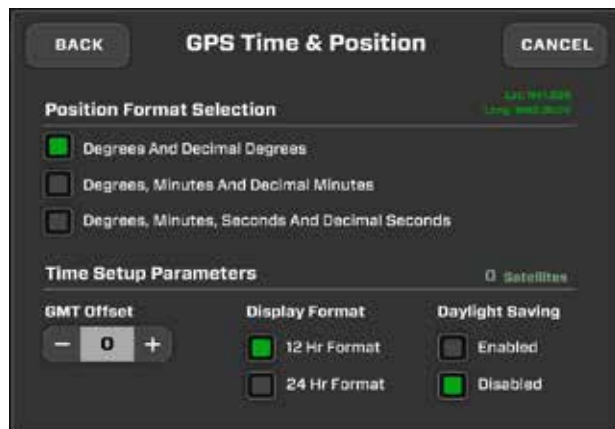 BACK
GPS Time & Position
CANCEL
Position Format Selection
Degrees And Decimal Degrees
Degrees, Minutes And Decimal Minutes
Degrees, Minutes, Seconds And Decimal Seconds
Time Setup Parameters
0 Satellites
GMT Offset
Display Format
Daylight Saving
− 0 +
12 Hr Format
Enabled
24 Hr Format
Disabled